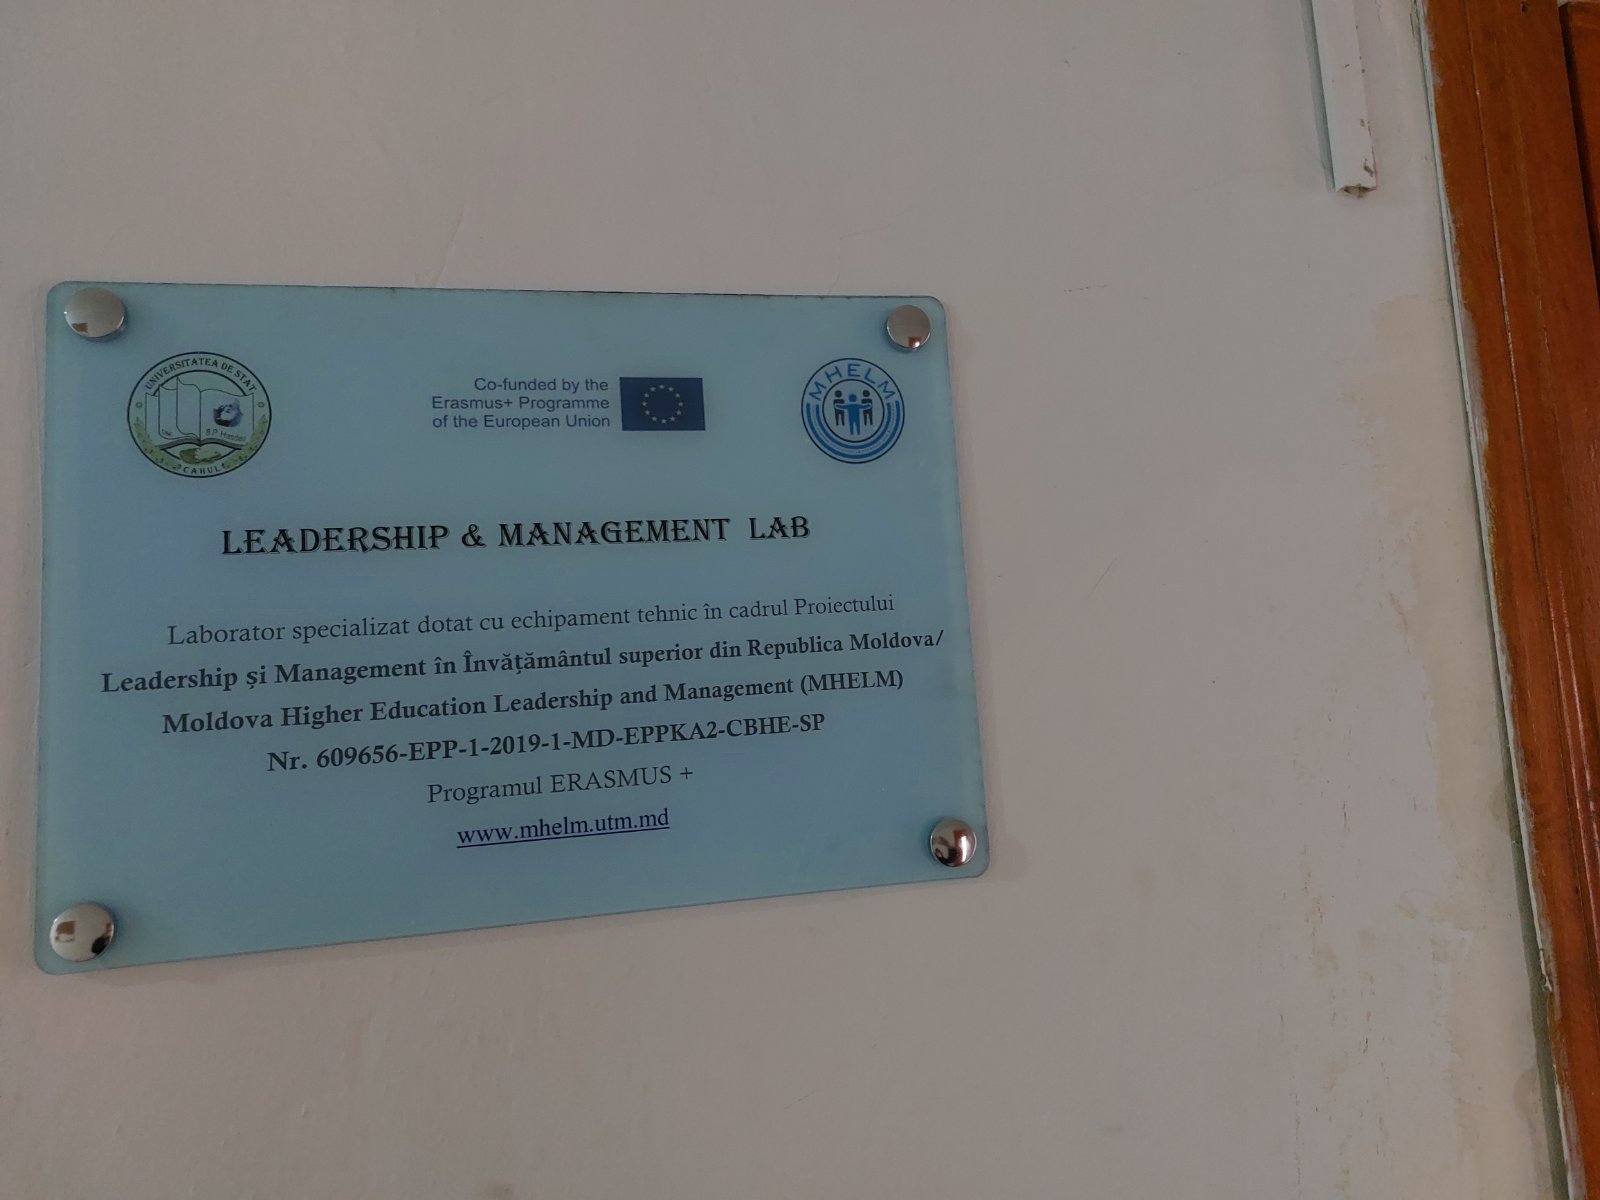 UNIVERSITATEA DE STAT
B.P. Hasdeu
CAHUL
Co-funded by the
Erasmus+ Programme
of the European Union
MHELM
LEADERSHIP & MANAGEMENT LAB
Laborator specializat dotat cu echipament tehnic în cadrul Proiectului
Leadership și Management în Învățământul superior din Republica Moldova/
Moldova Higher Education Leadership and Management (MHELM)
Nr. 609656-EPP-1-2019-1-MD-EPPKA2-CBHE-SP
Programul ERASMUS +
www.mhelm.utm.md